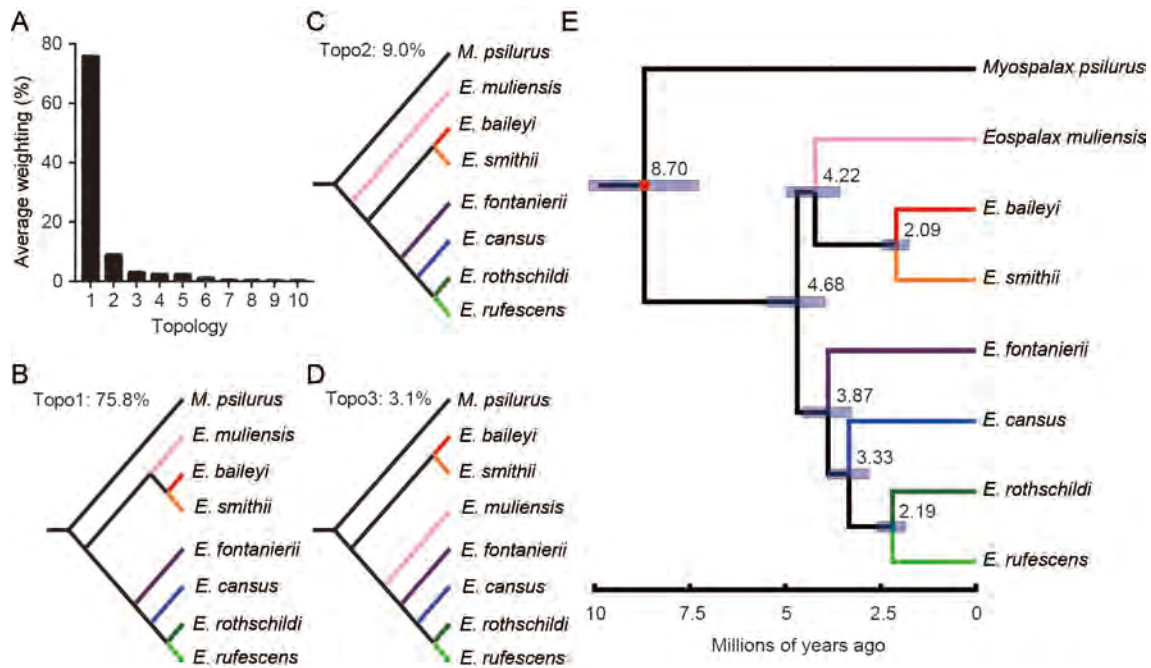 A
Average weighting (%)
80
60
40
20
0
1 2 3 4 5 6 7 8 9 10
Topology
B
Topo1: 75.8%
M. psilurus
E. muliensis
E. baileyi
E. smithii
E. fontanierii
E. cansus
E. rothschildi
E. rufescens
C
Topo2: 9.0%
M. psilurus
E. muliensis
E. baileyi
E. smithii
E. fontanierii
E. cansus
E. rothschildi
E. rufescens
D
Topo3: 3.1%
M. psilurus
E. baileyi
E. smithii
E. muliensis
E. fontanierii
E. cansus
E. rothschildi
E. rufescens
E
Myospalax psilurus
Eospalax muliensis
8.70
4.22
E. baileyi
2.09
E. smithii
4.68
E. fontanierii
3.87
E. cansus
3.33
E. rothschildi
2.19
E. rufescens
10 7.5 5 2.5 0
Millions of years ago